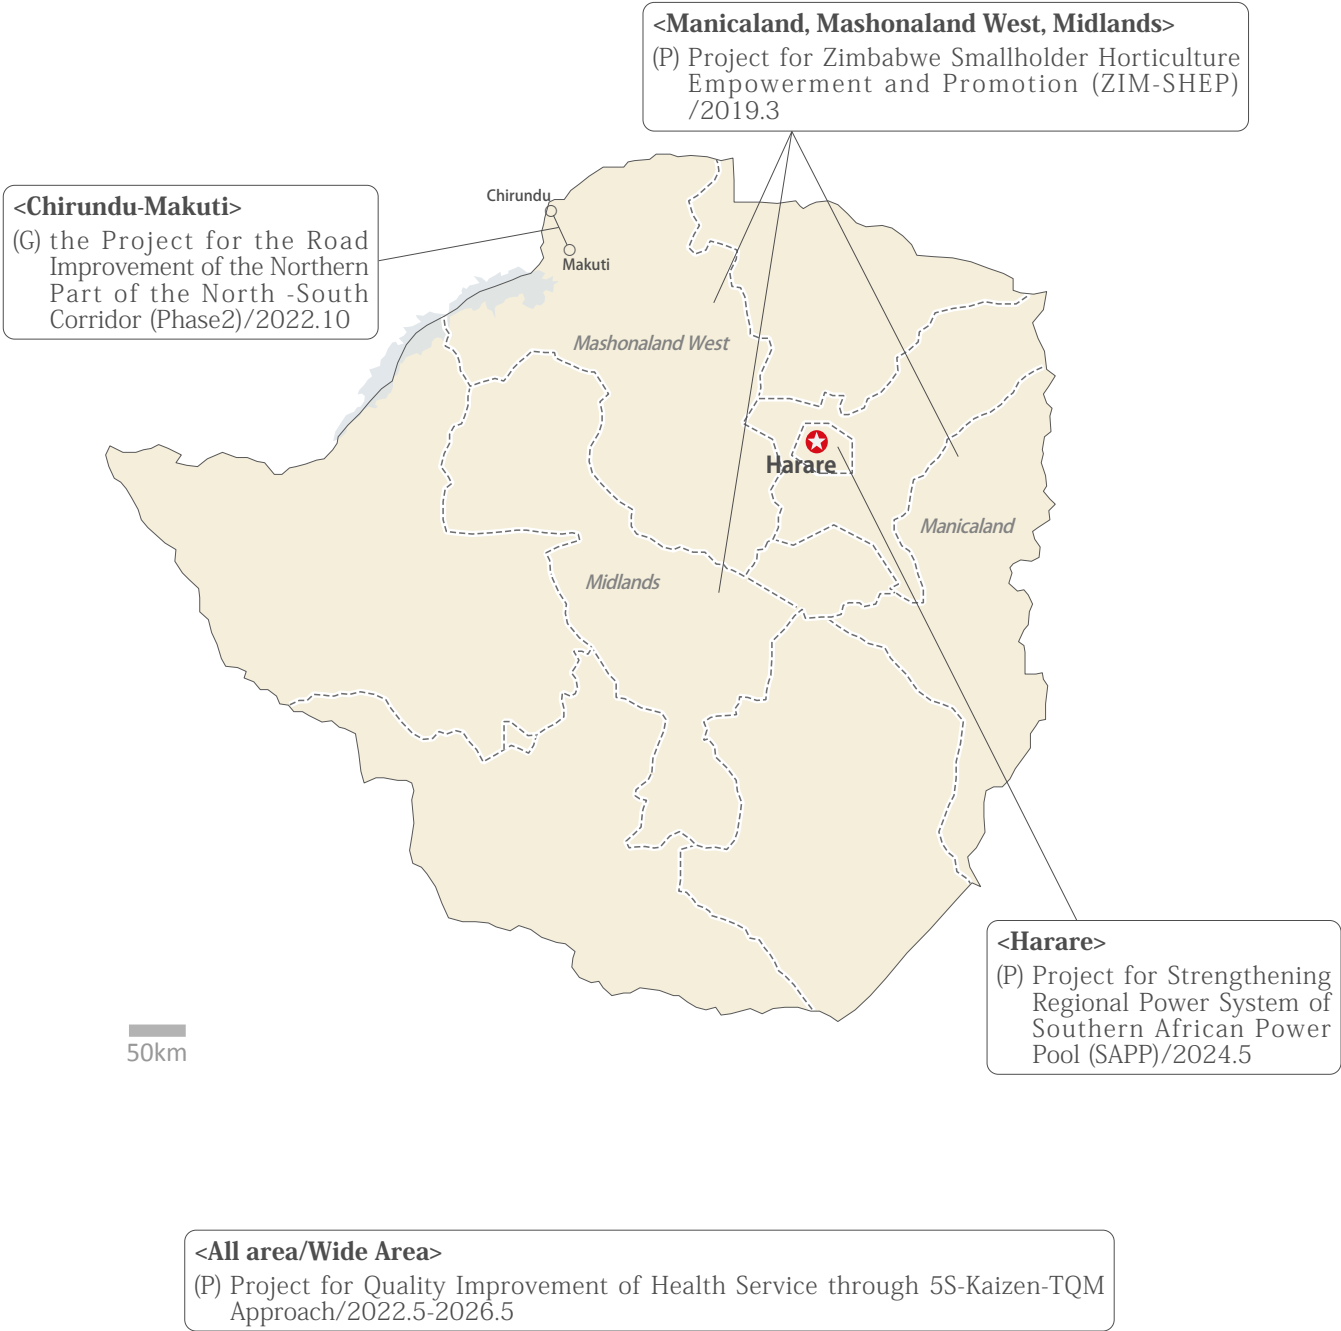 <Manicaland, Mashonaland West, Midlands>
(P) Project for Zimbabwe Smallholder Horticulture
Empowerment and Promotion (ZIM-SHEP)
/2019.3
<Chirundu-Makuti>
(G) the Project for the Road
Improvement of the Northern
Part of the North -South
Corridor (Phase2)/2022.10
Chirundu
Makuti
Mashonaland West
Harare
Manicaland
Midlands
<Harare>
(P) Project for Strengthening
Regional Power System of
Southern African Power
Pool (SAPP)/2024.5
50km
<All area/Wide Area>
(P) Project for Quality Improvement of Health Service through 5S-Kaizen-TQM
Approach/2022.5-2026.5